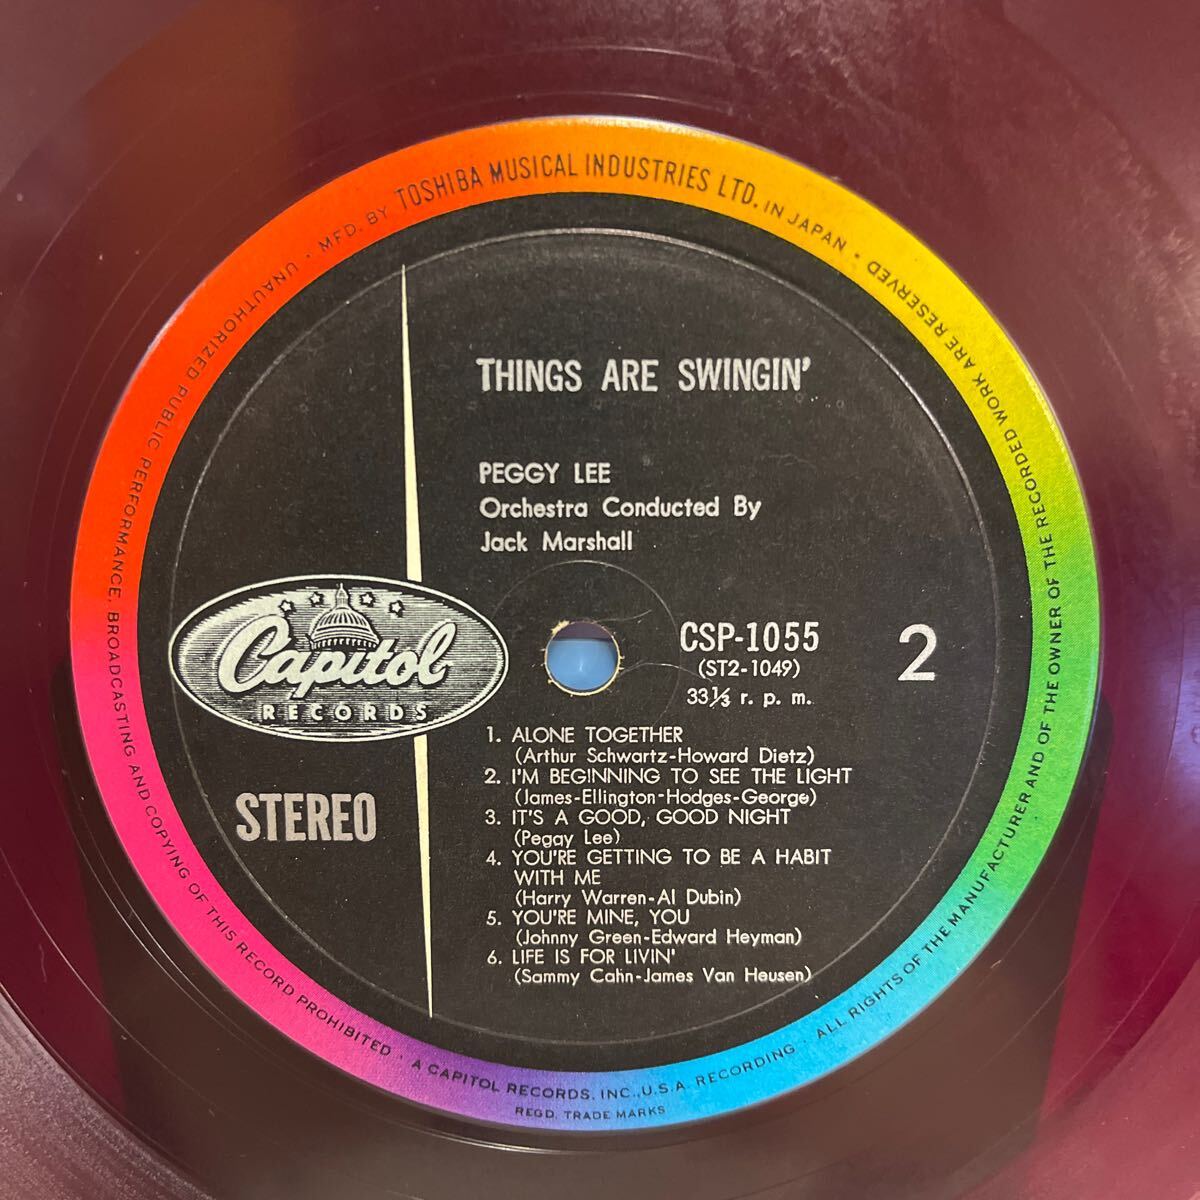 MFD. BY TOSHIBA MUSICAL INDUSTRIES LTD. IN JAPAN · UNAUTHORIZED PUBLIC PERFORMANCE, BROADCASTING AND COPYING OF THIS RECORD PROHIBITED · A CAPITOL RECORDS, INC., U.S.A. RECORDING · ALL RIGHTS OF THE MANUFACTURER AND OF THE OWNER OF THE RECORDED WORK ARE RESERVED ·
REGD. TRADE MARKS
THINGS ARE SWINGIN'
PEGGY LEE
Orchestra Conducted By
Jack Marshall
Capitol
RECORDS
STEREO
CSP-1055
(ST2-1049)
33⅓ r. p. m.
2
1. ALONE TOGETHER
(Arthur Schwartz-Howard Dietz)
2. I'M BEGINNING TO SEE THE LIGHT
(James-Ellington-Hodges-George)
3. IT'S A GOOD, GOOD NIGHT
(Peggy Lee)
4. YOU'RE GETTING TO BE A HABIT
WITH ME
(Harry Warren-Al Dubin)
5. YOU'RE MINE, YOU
(Johnny Green-Edward Heyman)
6. LIFE IS FOR LIVIN'
(Sammy Cahn-James Van Heusen)